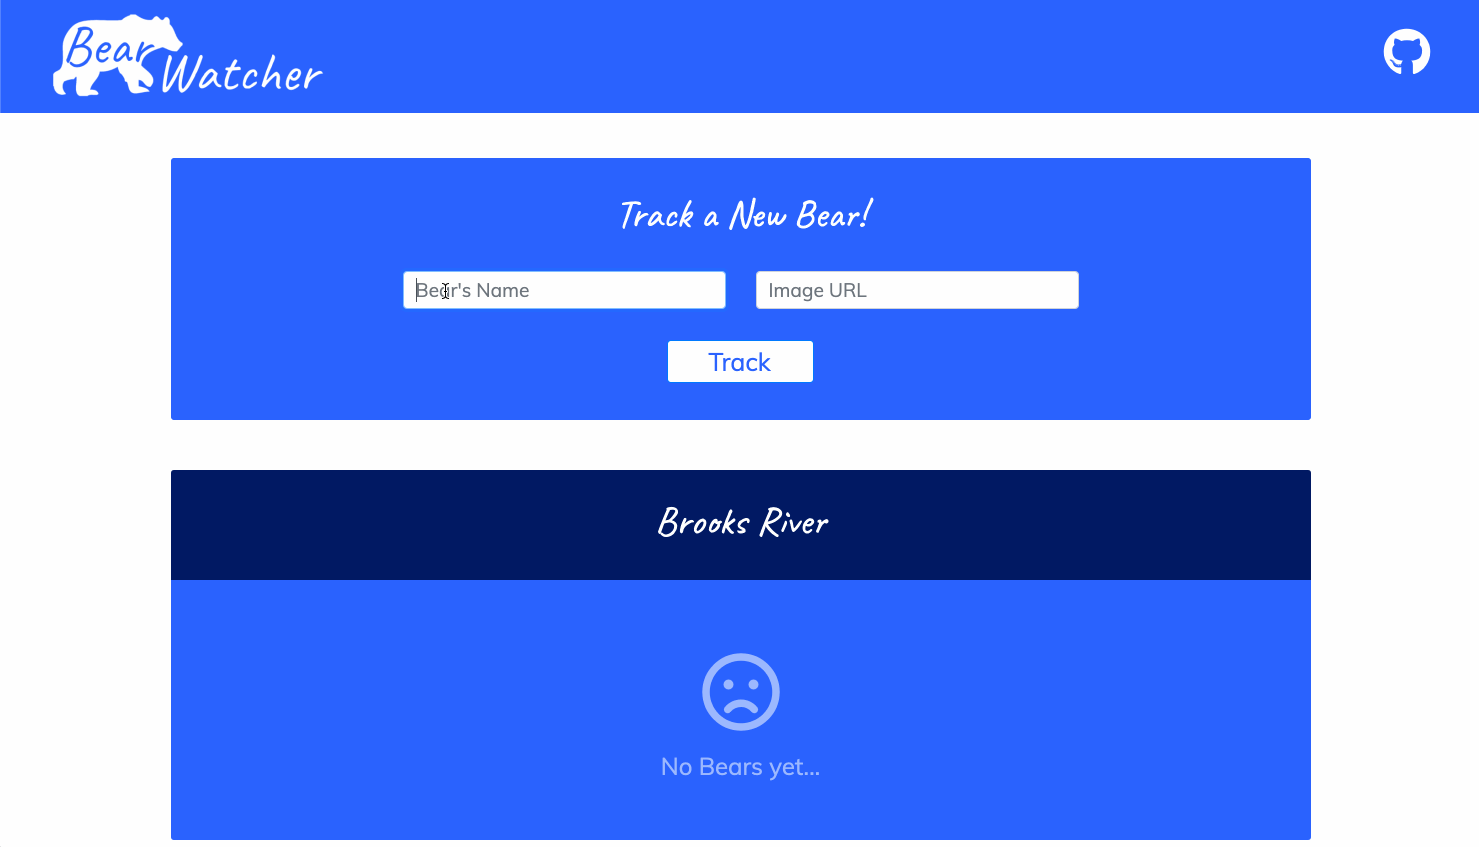 Bear
Watcher
Track a New Bear!
Bear's Name
Image URL
Track
Brooks River
No Bears yet...